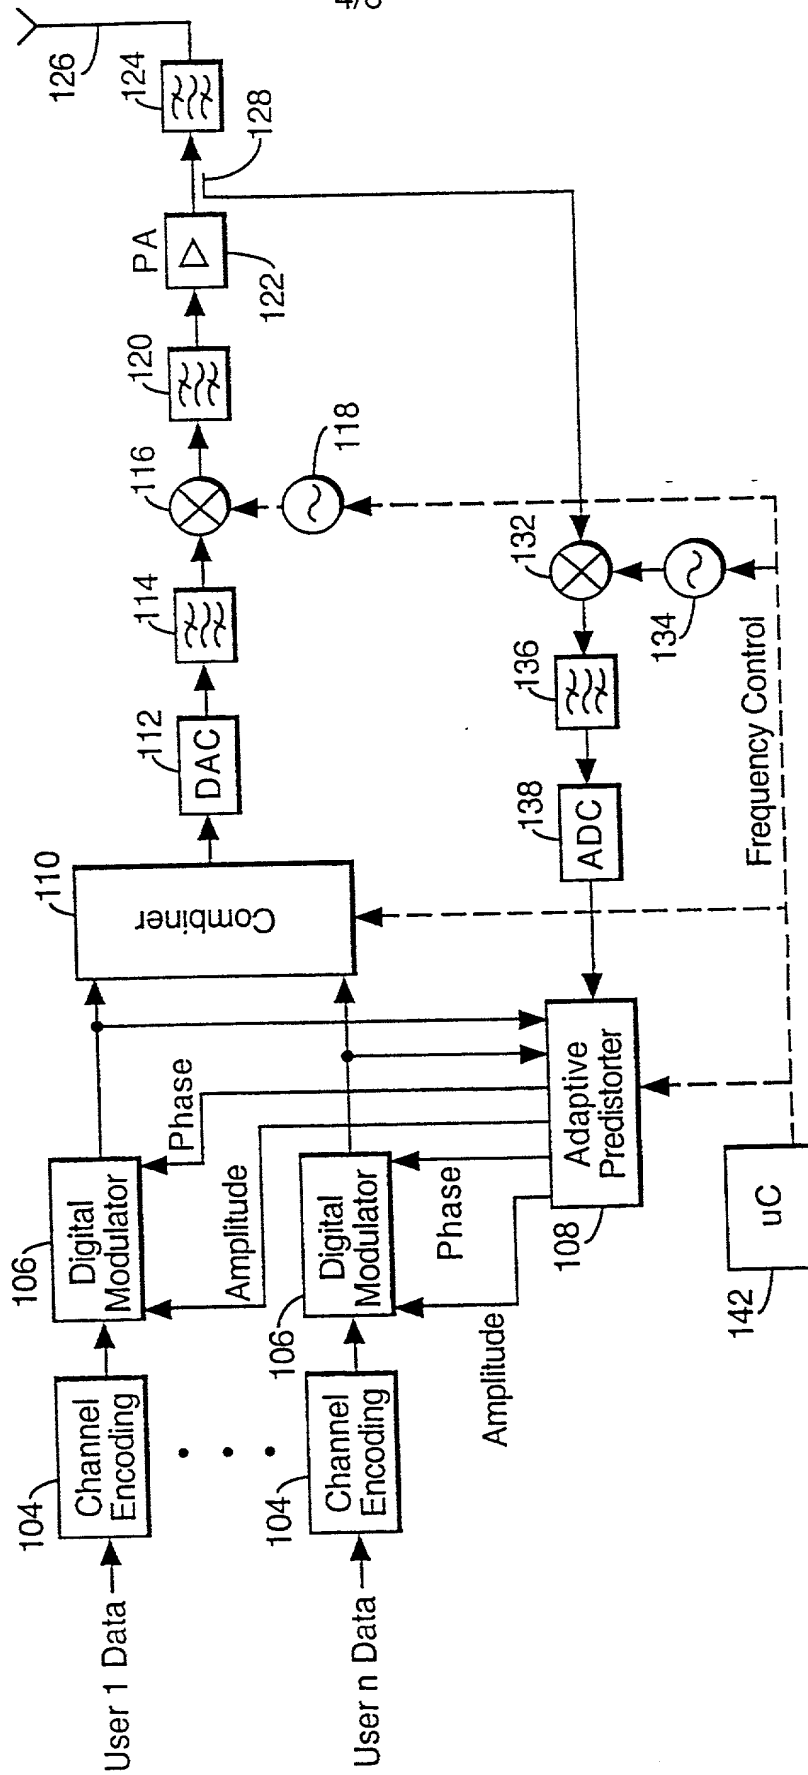 126
124
128
PA
122
120
116
118
114
112
DAC
110
Combiner
132
134
136
138
ADC
Frequency Control
Phase
Amplitude
106
Digital
Modulator
106
Digital
Modulator
Phase
Amplitude
Adaptive
Predistorter
108
uC
142
104
Channel
Encoding
104
Channel
Encoding
User 1 Data
User n Data